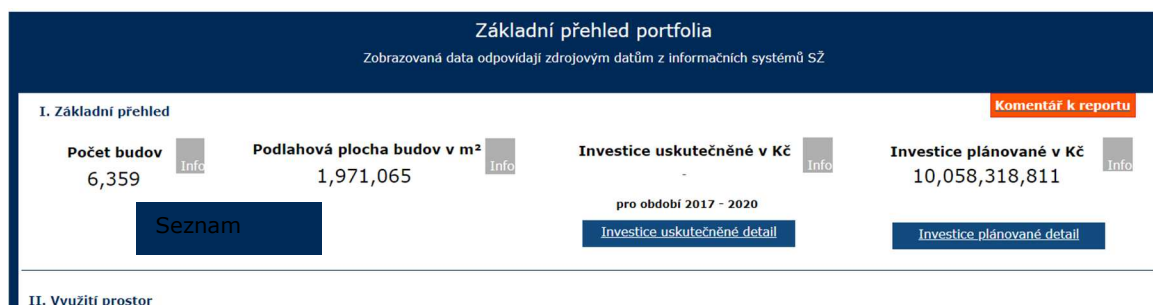 Základní přehled portfolia
Zobrazovaná data odpovídají zdrojovým datům z informačních systémů SŽ
Komentář k reportu
I. Základní přehled
Počet budov
Info
6,359
Podlahová plocha budov v m²
Info
1,971,065
Investice uskutečněné v Kč
Info
-
pro období 2017 - 2020
Investice plánované v Kč
Info
10,058,318,811
Seznam
Investice uskutečněné detail
Investice plánované detail
II. Využití prostor